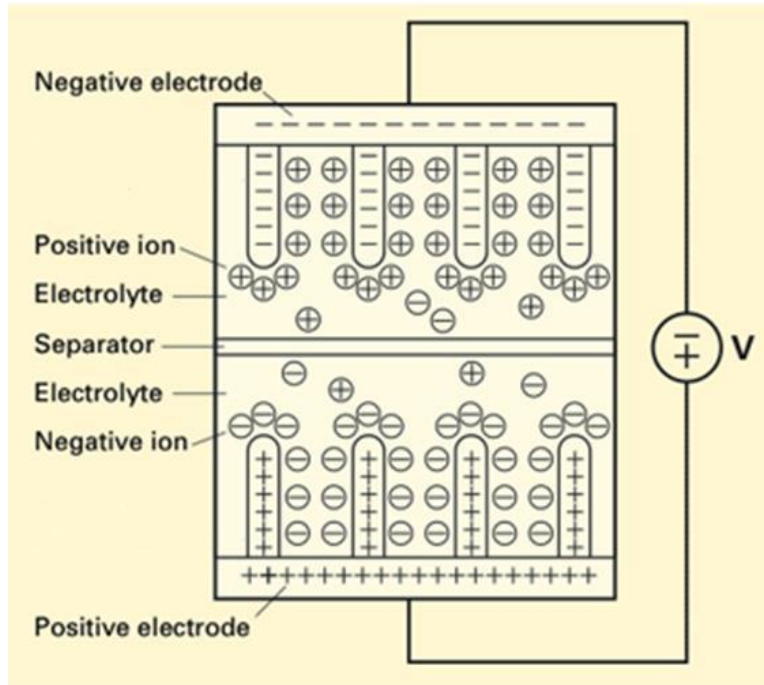 Negative electrode
Positive ion
Electrolyte
Separator
V
Electrolyte
Negative ion
Positive electrode